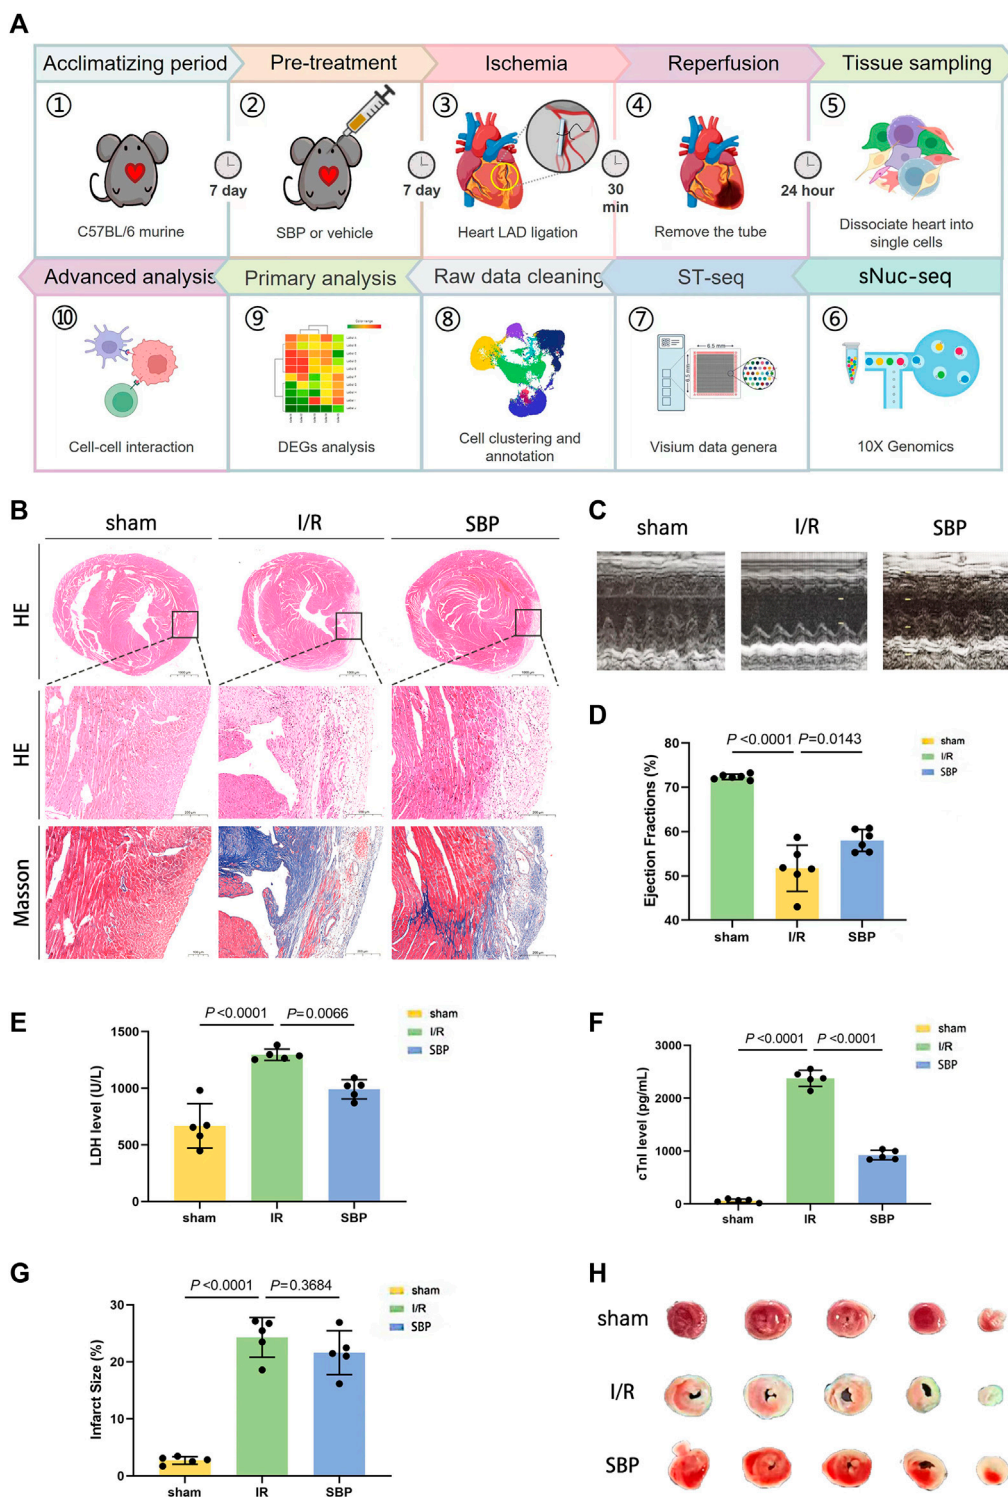 A
Acclimatizing period
Pre-treatment
Ischemia
Reperfusion
Tissue sampling
①
②
③
④
⑤
7 day
7 day
30 min
24 hour
C57BL/6 murine
SBP or vehicle
Heart LAD ligation
Remove the tube
Dissociate heart into
single cells
Advanced analysis
Primary analysis
Raw data cleaning
ST-seq
sNuc-seq
⑩
⑨
⑧
⑦
⑥
6.5 mm
6.5 mm
Cell-cell interaction
DEGs analysis
Cell clustering and
annotation
Visium data genera
10X Genomics
B
sham
I/R
SBP
HE
HE
Masson
C
sham
I/R
SBP
D
P <0.0001
P=0.0143
sham
I/R
SBP
Ejection Fractions (%)
80
70
60
50
40
sham
I/R
SBP
E
P <0.0001
P=0.0066
sham
I/R
SBP
LDH level (U/L)
1500
1000
500
0
sham
IR
SBP
F
P <0.0001
P <0.0001
sham
I/R
SBP
cTnI level (pg/mL)
3000
2000
1000
0
sham
IR
SBP
G
P <0.0001
P=0.3684
sham
I/R
SBP
Infarct Size (%)
30
20
10
0
sham
IR
SBP
H
sham
I/R
SBP